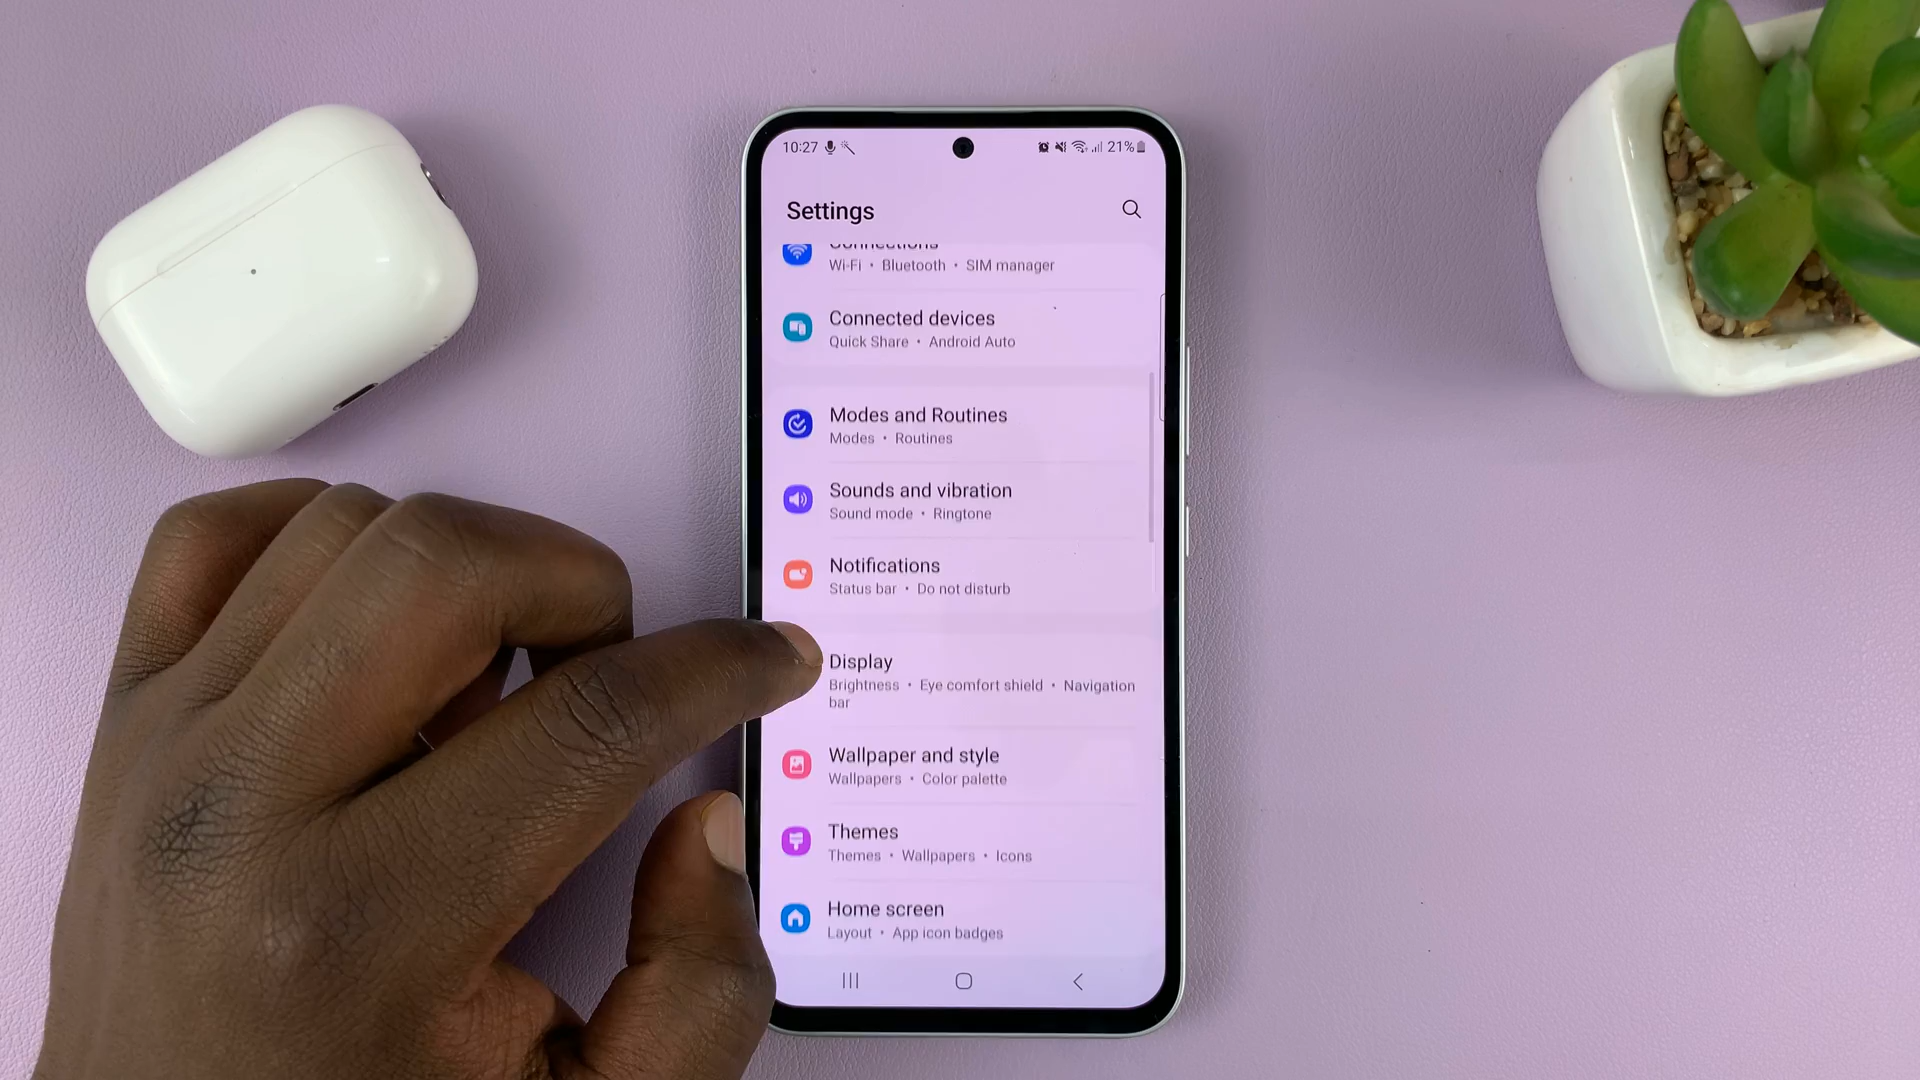 10:27
21%
Settings
Connections
Wi-Fi • Bluetooth • SIM manager
Connected devices
Quick Share • Android Auto
Modes and Routines
Modes • Routines
Sounds and vibration
Sound mode • Ringtone
Notifications
Status bar • Do not disturb
Display
Brightness • Eye comfort shield • Navigation
bar
Wallpaper and style
Wallpapers • Color palette
Themes
Themes • Wallpapers • Icons
Home screen
Layout • App icon badges